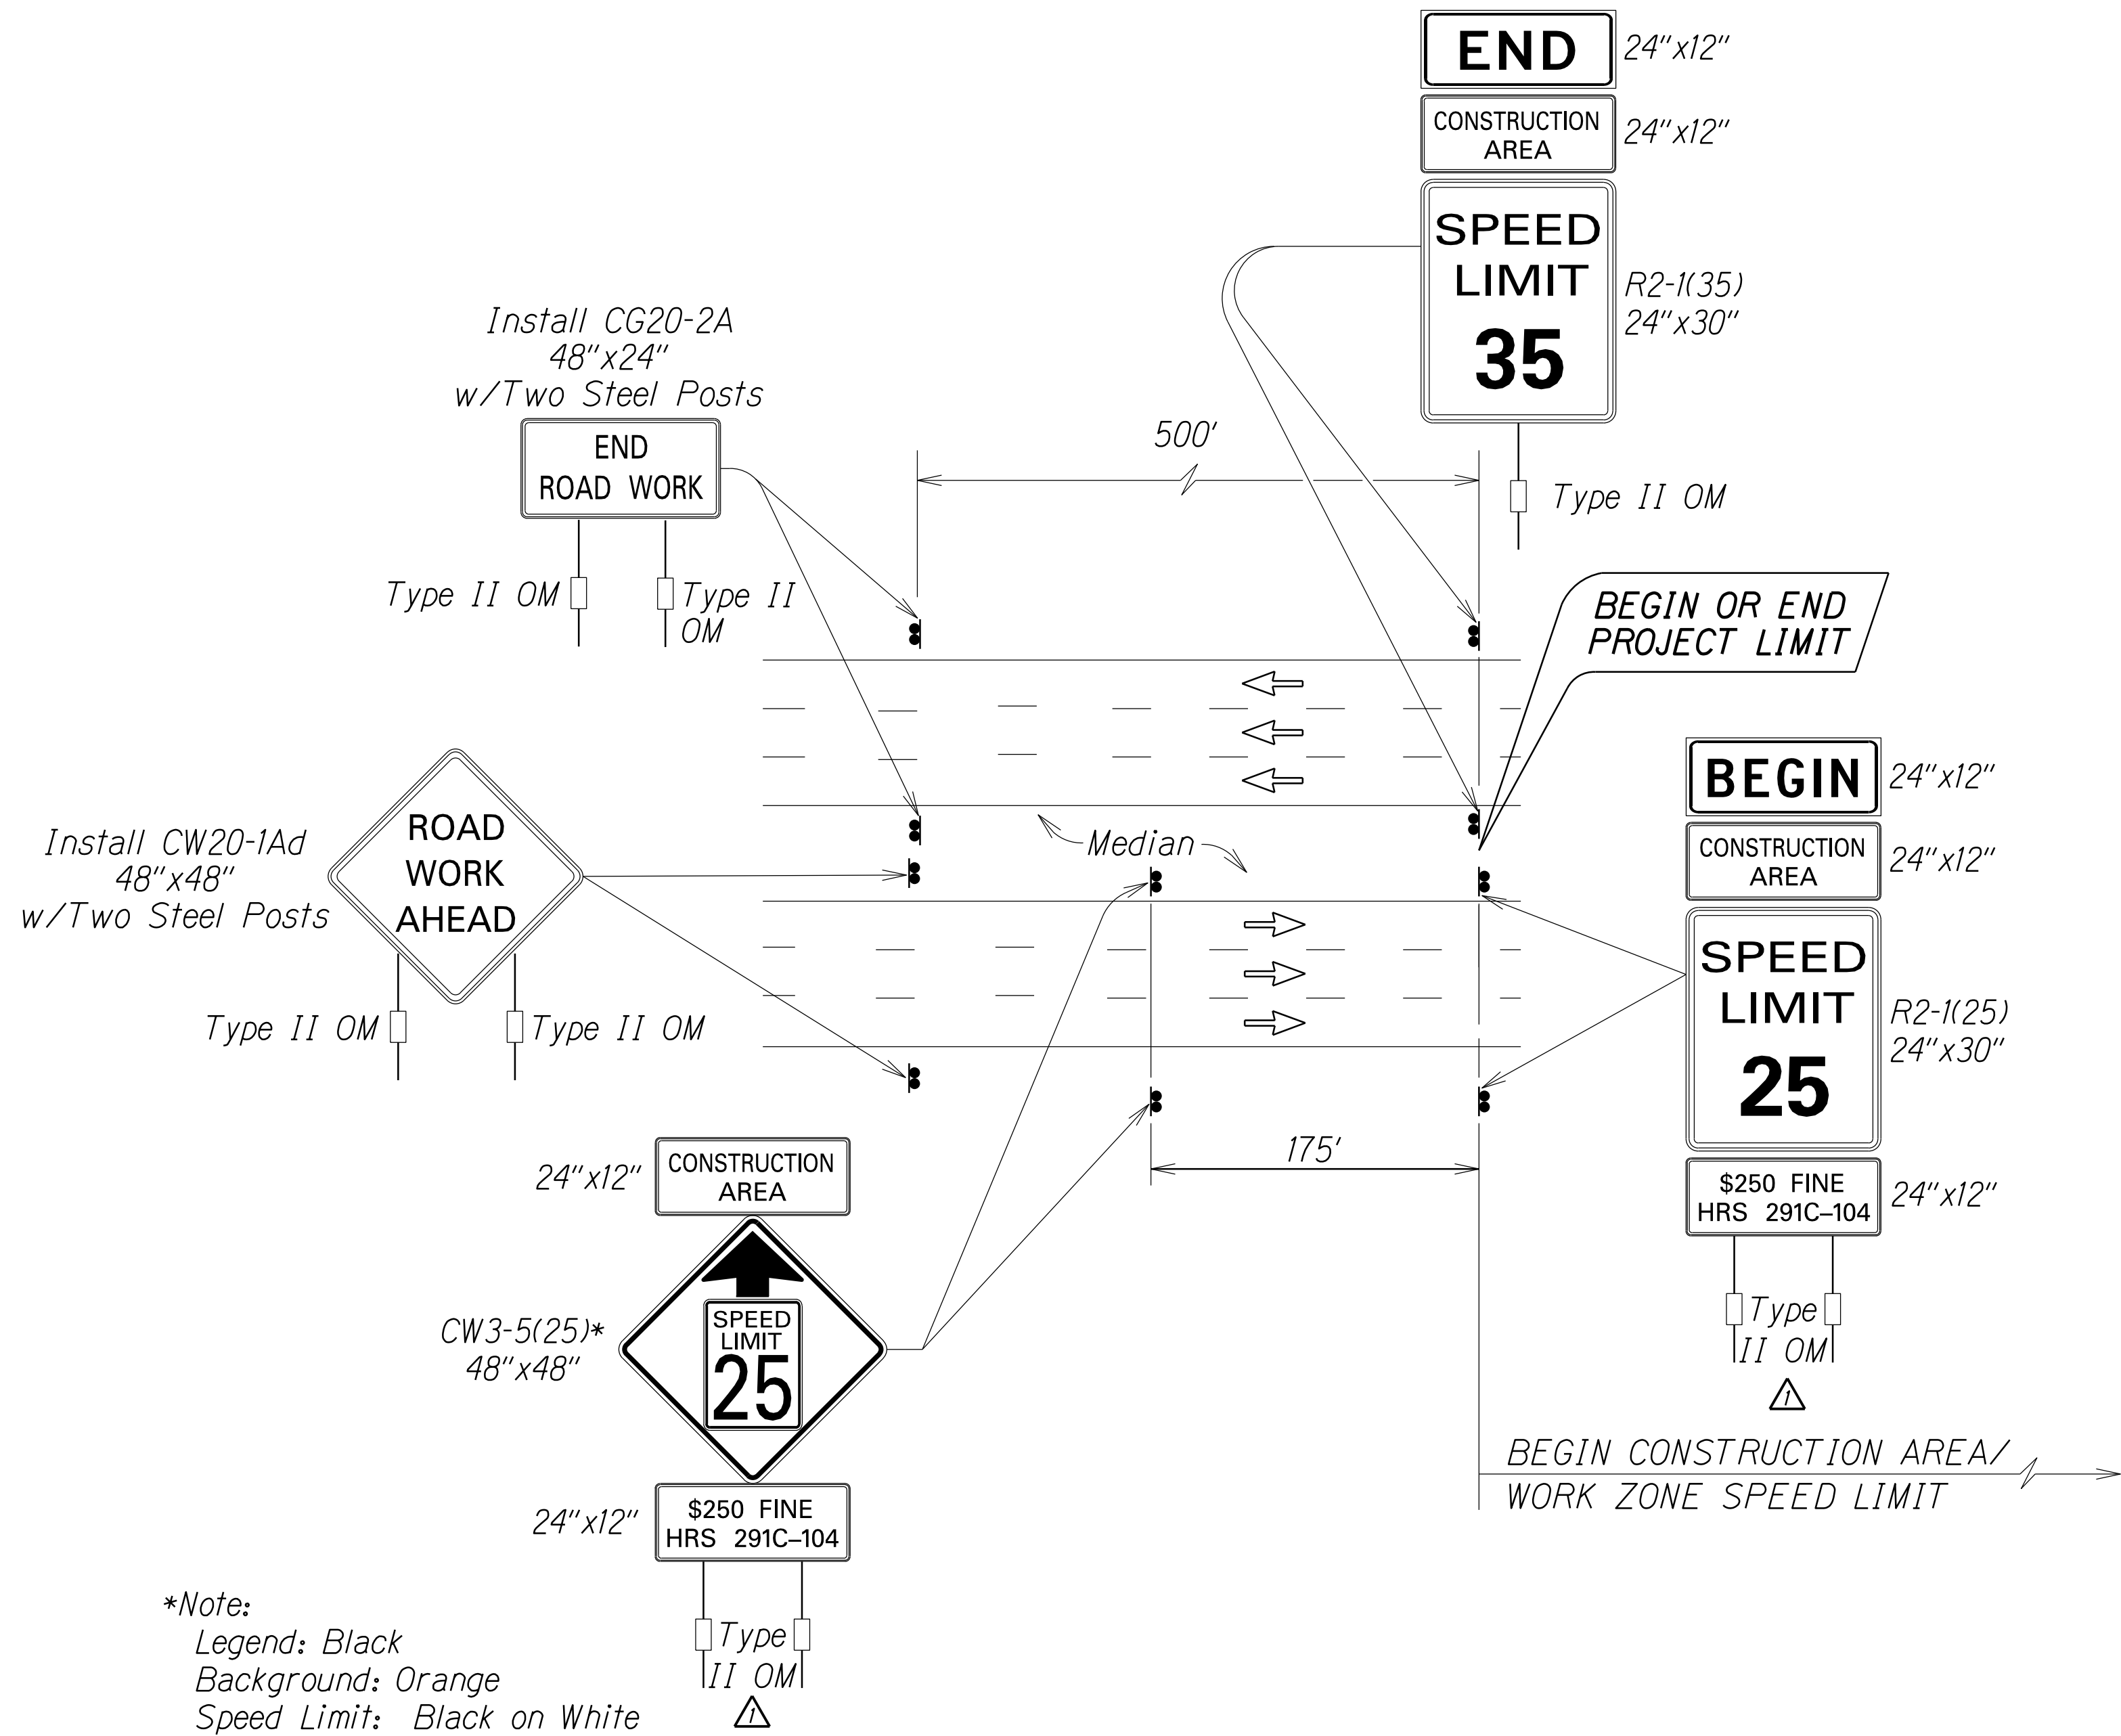 END
24"x12"
CONSTRUCTION
AREA
24"x12"
SPEED
LIMIT
35
R2-1(35)
24"x30"
Type II OM
Install CG20-2A
48"x24"
w/Two Steel Posts
END
ROAD WORK
Type II OM
Type II
OM
500'
BEGIN OR END
PROJECT LIMIT
Install CW20-1Ad
48"x48"
w/Two Steel Posts
ROAD
WORK
AHEAD
Type II OM
Type II OM
Median
BEGIN
24"x12"
CONSTRUCTION
AREA
24"x12"
SPEED
LIMIT
25
R2-1(25)
24"x30"
$250 FINE
HRS 291C–104
24"x12"
Type
II OM
1
175'
BEGIN CONSTRUCTION AREA/
WORK ZONE SPEED LIMIT
24"x12"
CONSTRUCTION
AREA
CW3-5(25)*
48"x48"
SPEED
LIMIT
25
24"x12"
$250 FINE
HRS 291C–104
Type
II OM
1
*Note:
Legend: Black
Background: Orange
Speed Limit: Black on White